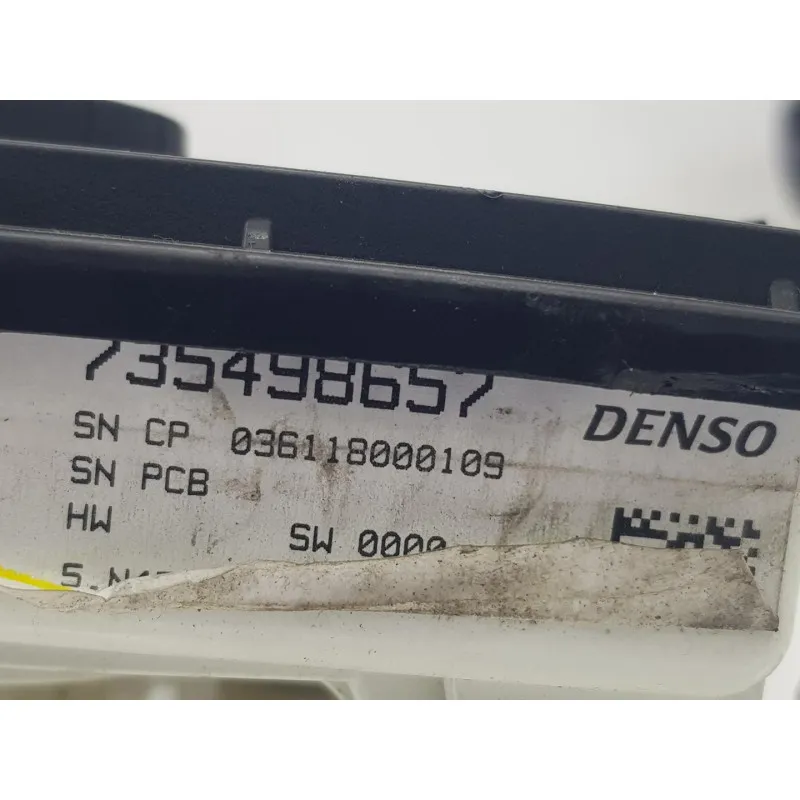 735498657
DENSO
SN CP 036118000109
SN PCB
HW SW 0000